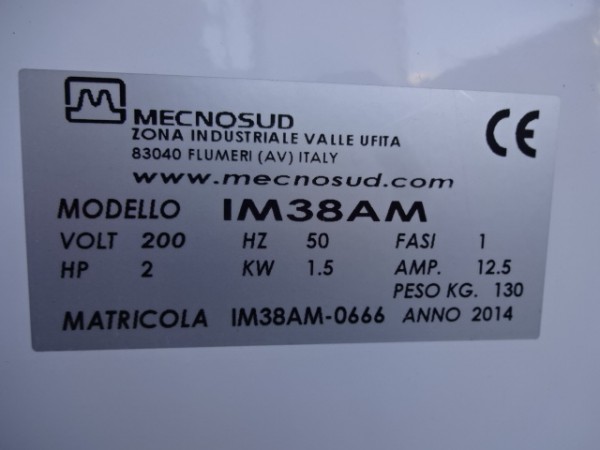 MECNOSUD
ZONA INDUSTRIALE VALLE UFITA
83040 FLUMERI (AV) ITALY
www.mecnosud.com
MODELLO IM38AM
VOLT 200 HZ 50 FASI 1
HP 2 KW 1.5 AMP. 12.5
PESO KG. 130
MATRICOLA IM38AM-0666 ANNO 2014
CE